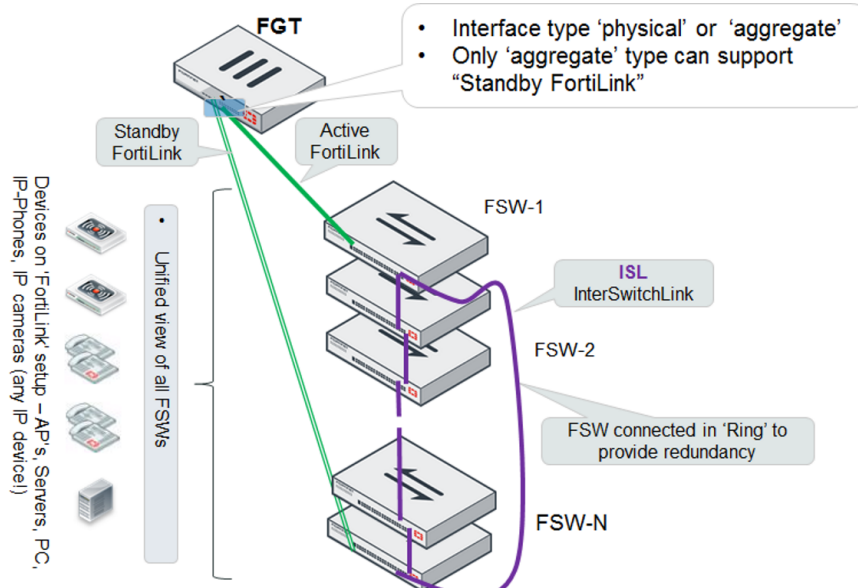 FGT
• Interface type ‘physical’ or ‘aggregate’
• Only ‘aggregate’ type can support
“Standby FortiLink”
Standby
FortiLink
Active
FortiLink
FSW-1
ISL
InterSwitchLink
FSW-2
FSW connected in ‘Ring’ to
provide redundancy
FSW-N
• Unified view of all FSWs
Devices on ‘FortiLink’ setup – AP’s, Servers, PC,
IP-Phones, IP cameras (any IP device!)